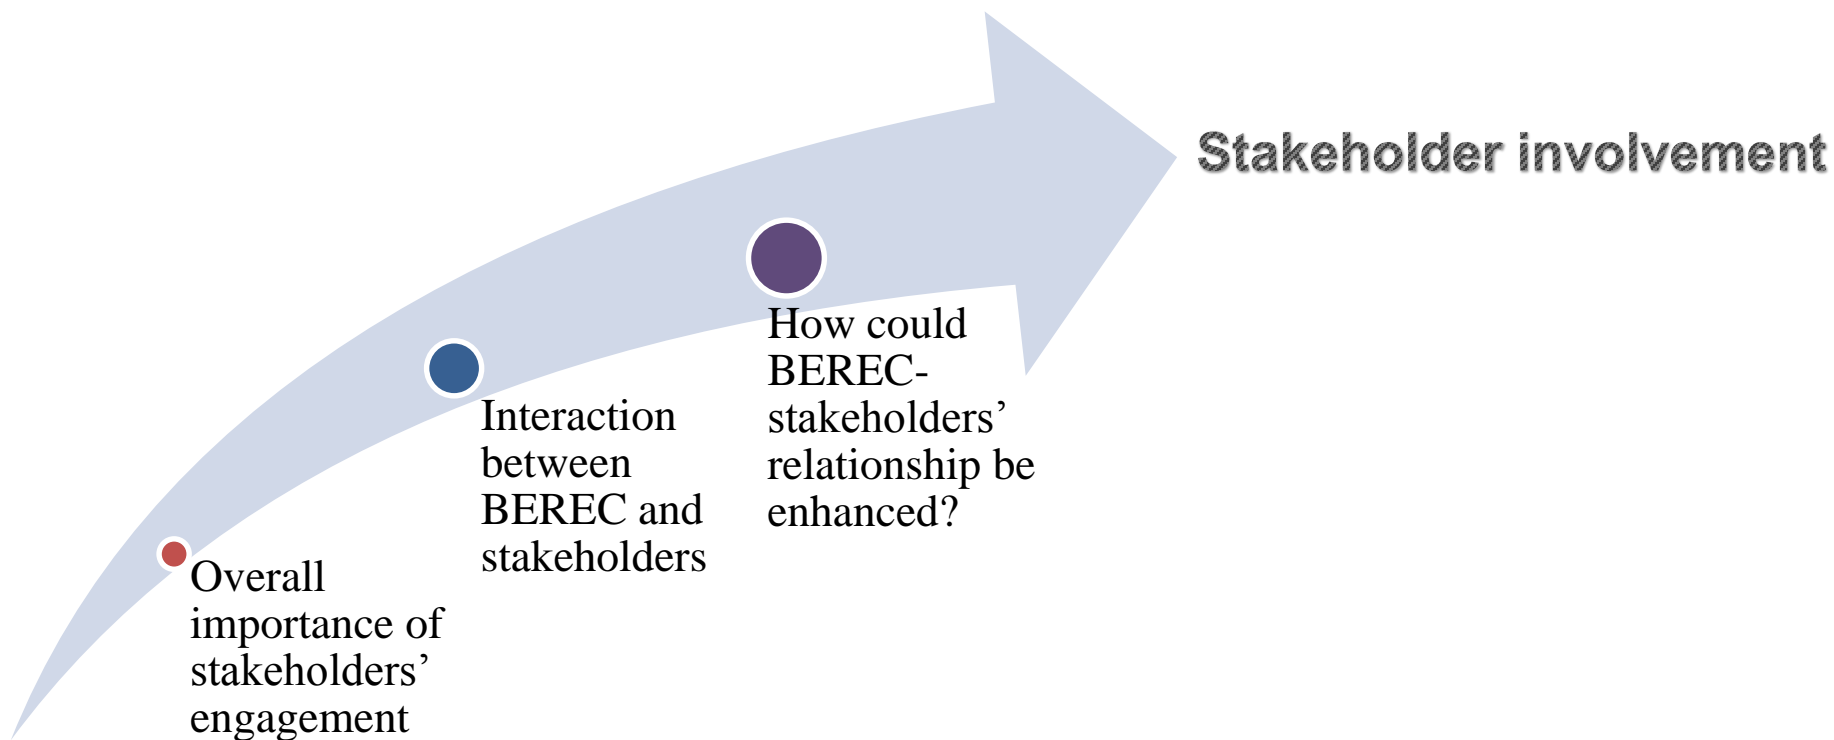 Stakeholder involvement
How could
BEREC-
stakeholders’
relationship be
enhanced?
Interaction
between
BEREC and
stakeholders
Overall
importance of
stakeholders’
engagement